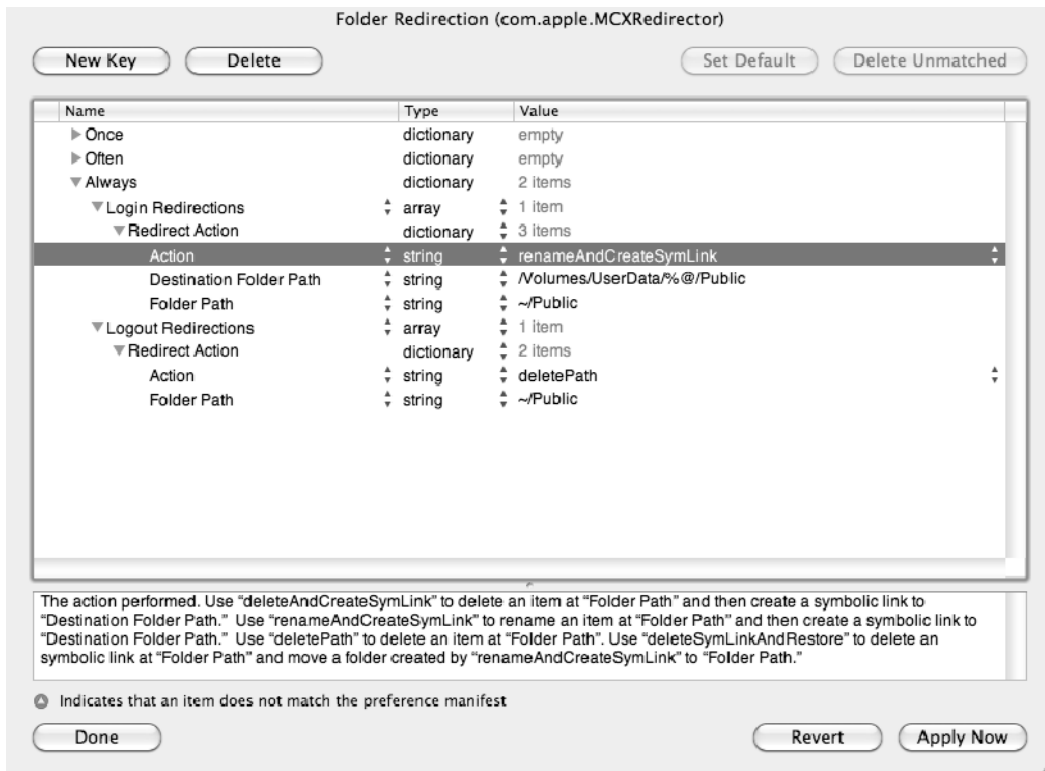 Folder Redirection (com.apple.MCXRedirector)
New Key Delete Set Default Delete Unmatched
Name Type Value
Once dictionary empty
Often dictionary empty
Always dictionary 2 items
Login Redirections array 1 item
Redirect Action dictionary 3 items
Action string renameAndCreateSymLink
Destination Folder Path string /Volumes/UserData/%@/Public
Folder Path string ~/Public
Logout Redirections array 1 item
Redirect Action dictionary 2 items
Action string deletePath
Folder Path string ~/Public
The action performed. Use “deleteAndCreateSymLink” to delete an item at “Folder Path” and then create a symbolic link to
“Destination Folder Path.” Use “renameAndCreateSymLink” to rename an item at “Folder Path” and then create a symbolic link to
“Destination Folder Path.” Use “deletePath” to delete an item at “Folder Path”. Use “deleteSymLinkAndRestore” to delete an
symbolic link at “Folder Path” and move a folder created by “renameAndCreateSymLink” to “Folder Path.”
Indicates that an item does not match the preference manifest
Done Revert Apply Now